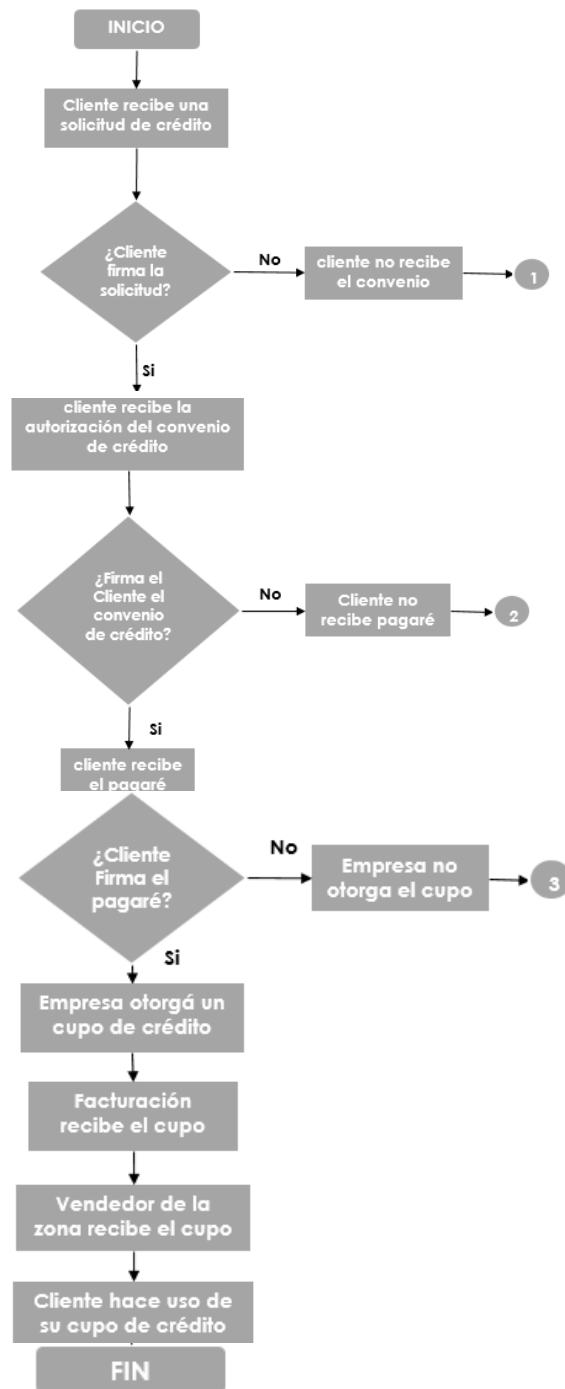 INICIO
Cliente recibe una
solicitud de crédito
¿Cliente
firma la
solicitud?
No
cliente no recibe
el convenio
1
Si
cliente recibe la
autorización del convenio
de crédito
¿Firma el
Cliente el
convenio
de crédito?
No
Cliente no
recibe pagaré
2
Si
cliente recibe
el pagaré
¿Cliente
Firma el
pagaré?
No
Empresa no
otorga el cupo
3
Si
Empresa otorgá un
cupo de crédito
Facturación
recibe el cupo
Vendedor de la
zona recibe el cupo
Cliente hace uso de
su cupo de crédito
FIN